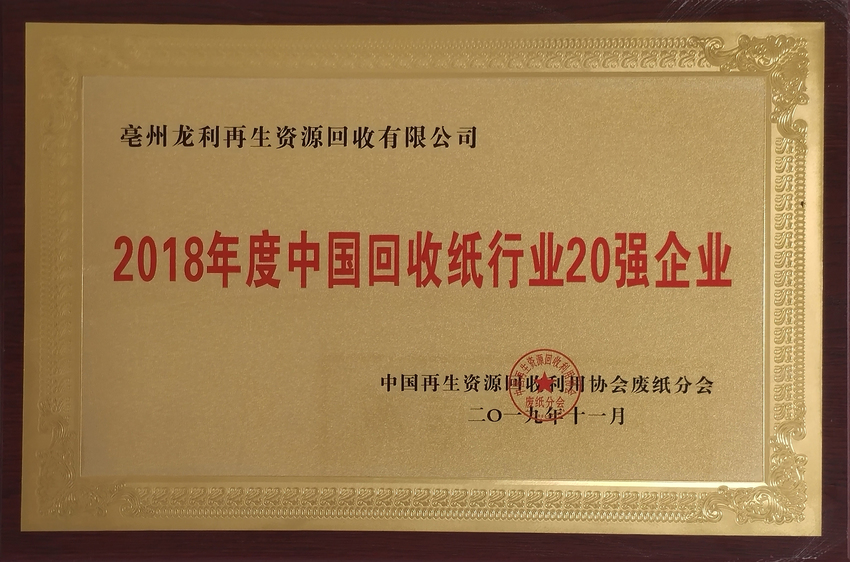 亳州龙利再生资源回收有限公司
2018年度中国回收纸行业20强企业
中国再生资源回收利用协会废纸分会
二〇一九年十一月
废纸分会